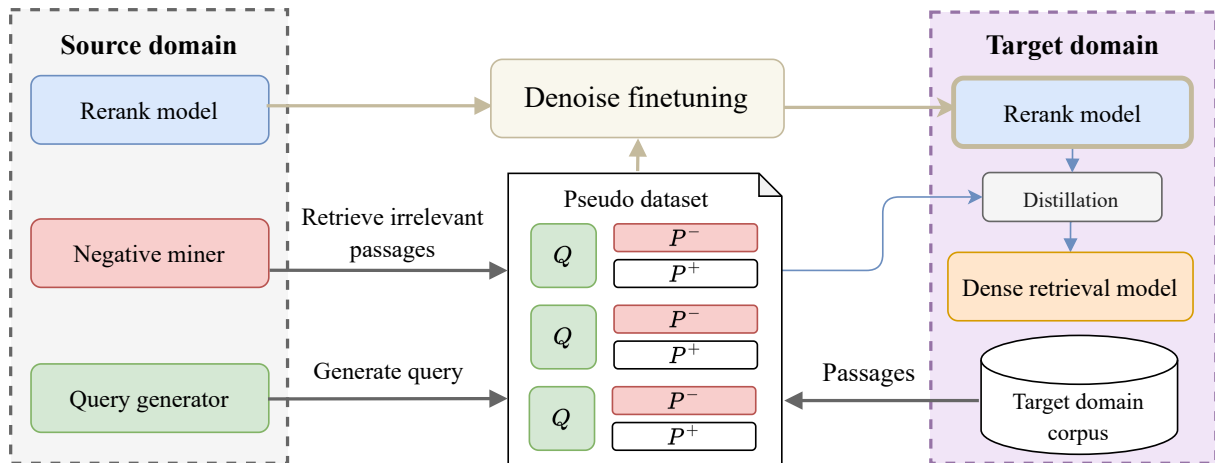 Source domain
Rerank model
Negative miner
Query generator
Retrieve irrelevant
passages
Generate query
Denoise finetuning
Pseudo dataset
Q
P⁻
P⁺
Q
P⁻
P⁺
Q
P⁻
P⁺
Passages
Target domain
Rerank model
Distillation
Dense retrieval model
Target domain
corpus